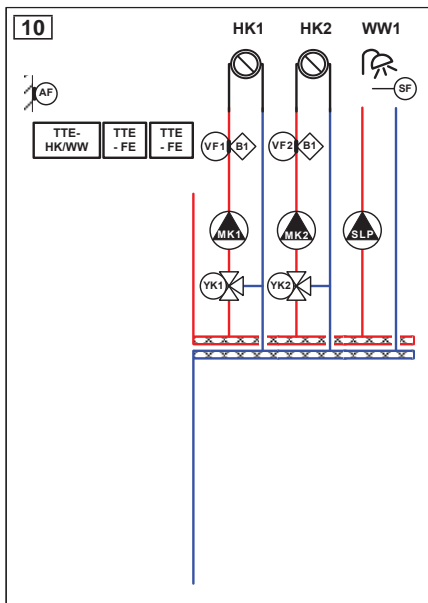 10
HK1 HK2 WW1
AF
SF
TTE-
HK/WW
TTE
- FE
TTE
- FE
VF1 B1 VF2 B1
MK1 MK2 SLP
YK1 YK2